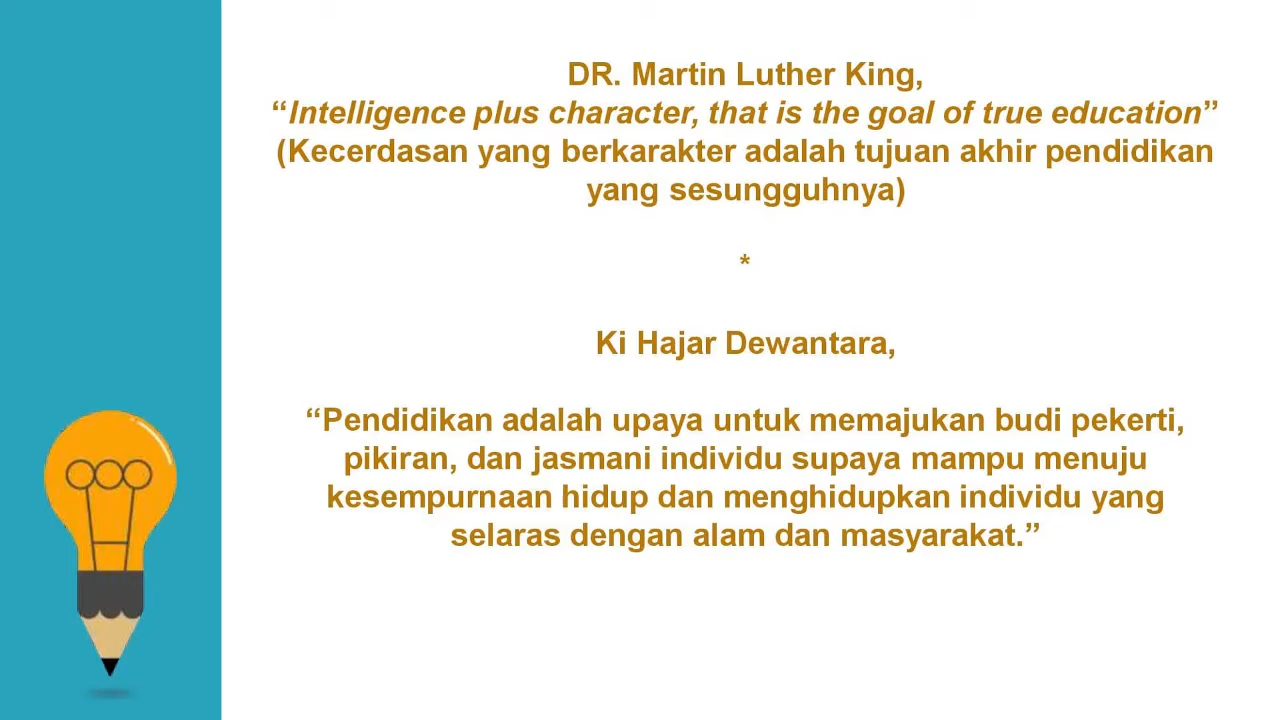 DR. Martin Luther King,
“Intelligence plus character, that is the goal of true education”
(Kecerdasan yang berkarakter adalah tujuan akhir pendidikan
yang sesungguhnya)
*
Ki Hajar Dewantara,
“Pendidikan adalah upaya untuk memajukan budi pekerti,
pikiran, dan jasmani individu supaya mampu menuju
kesempurnaan hidup dan menghidupkan individu yang
selaras dengan alam dan masyarakat.”